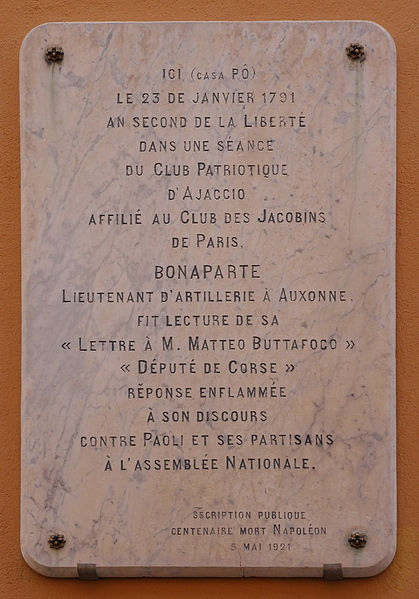 ICI (CASA PÔ)
LE 23 DE JANVIER 1791
AN SECOND DE LA LIBERTÉ
DANS UNE SÉANCE
DU CLUB PATRIOTIQUE
D'AJACCIO
AFFILIÉ AU CLUB DES JACOBINS
DE PARIS,
BONAPARTE
LIEUTENANT D'ARTILLERIE À AUXONNE,
FIT LECTURE DE SA
« LETTRE À M. MATTEO BUTTAFOCO »
« DÉPUTÉ DE CORSE »
RÉPONSE ENFLAMMÉE
À SON DISCOURS
CONTRE PAOLI ET SES PARTISANS
À L'ASSEMBLÉE NATIONALE.
SSCRIPTION PUBLIQUE
CENTENAIRE MORT NAPOLÉON
5 MAI 1921